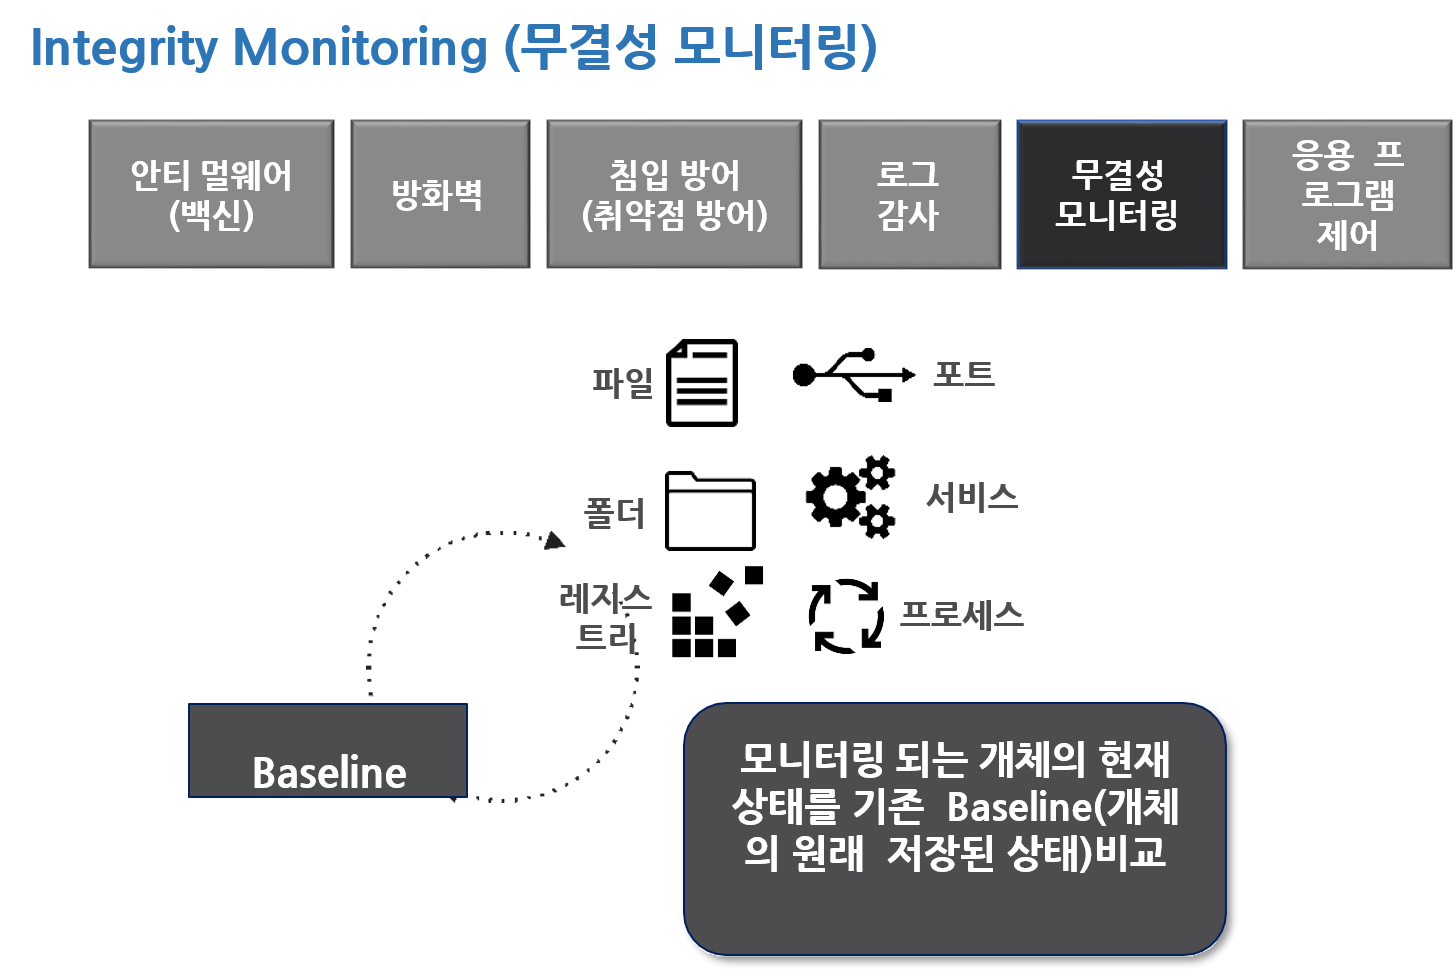 Integrity Monitoring (무결성 모니터링)
안티 멀웨어
(백신)
방화벽
침입 방어
(취약점 방어)
로그
감사
무결성
모니터링
응용 프
로그램
제어
파일
포트
폴더
서비스
레지스
트리
프로세스
Baseline
모니터링 되는 개체의 현재
상태를 기존 Baseline(개체
의 원래 저장된 상태)비교